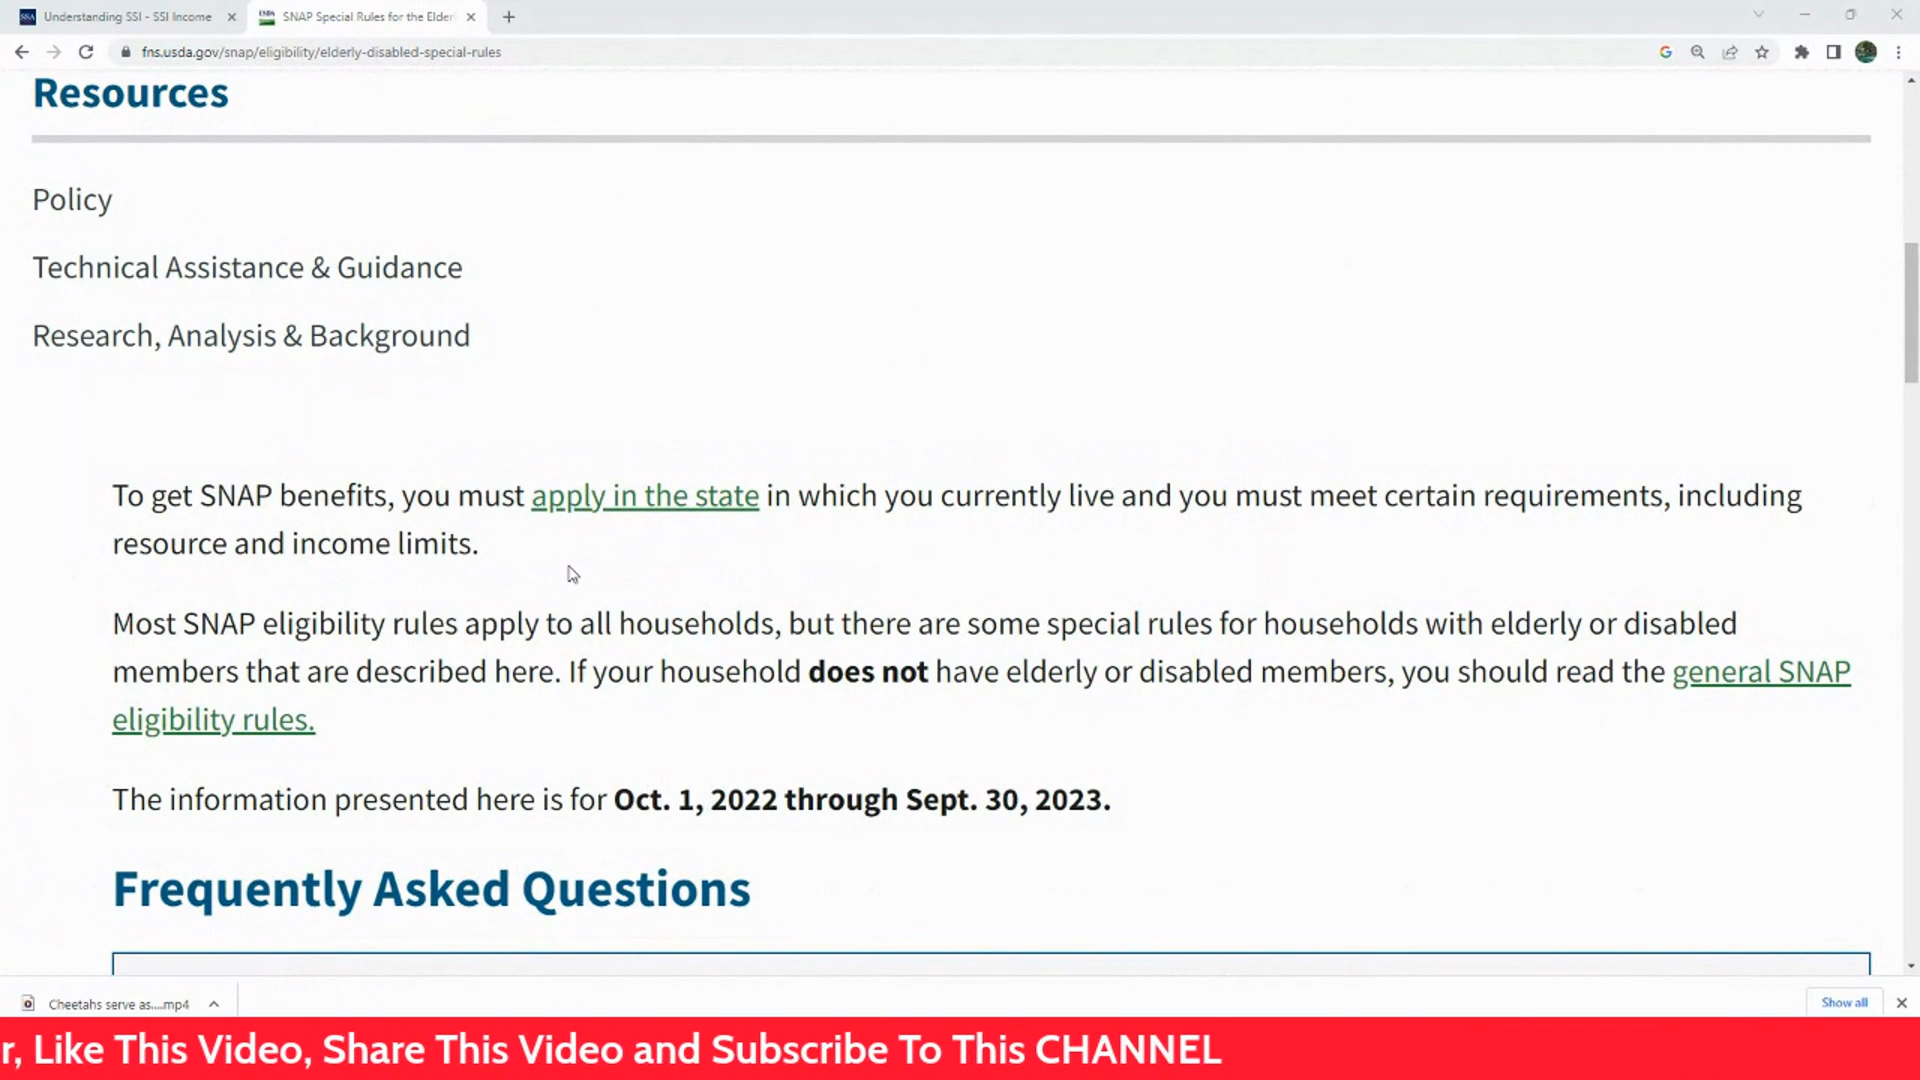 Understanding SSI - SSI Income
SNAP Special Rules for the Elder
fns.usda.gov/snap/eligibility/elderly-disabled-special-rules
Resources
Policy
Technical Assistance & Guidance
Research, Analysis & Background
To get SNAP benefits, you must apply in the state in which you currently live and you must meet certain requirements, including
resource and income limits.
Most SNAP eligibility rules apply to all households, but there are some special rules for households with elderly or disabled
members that are described here. If your household does not have elderly or disabled members, you should read the general SNAP
eligibility rules.
The information presented here is for Oct. 1, 2022 through Sept. 30, 2023.
Frequently Asked Questions
Cheetahs serve as....mp4
Show all
r, Like This Video, Share This Video and Subscribe To This CHANNEL